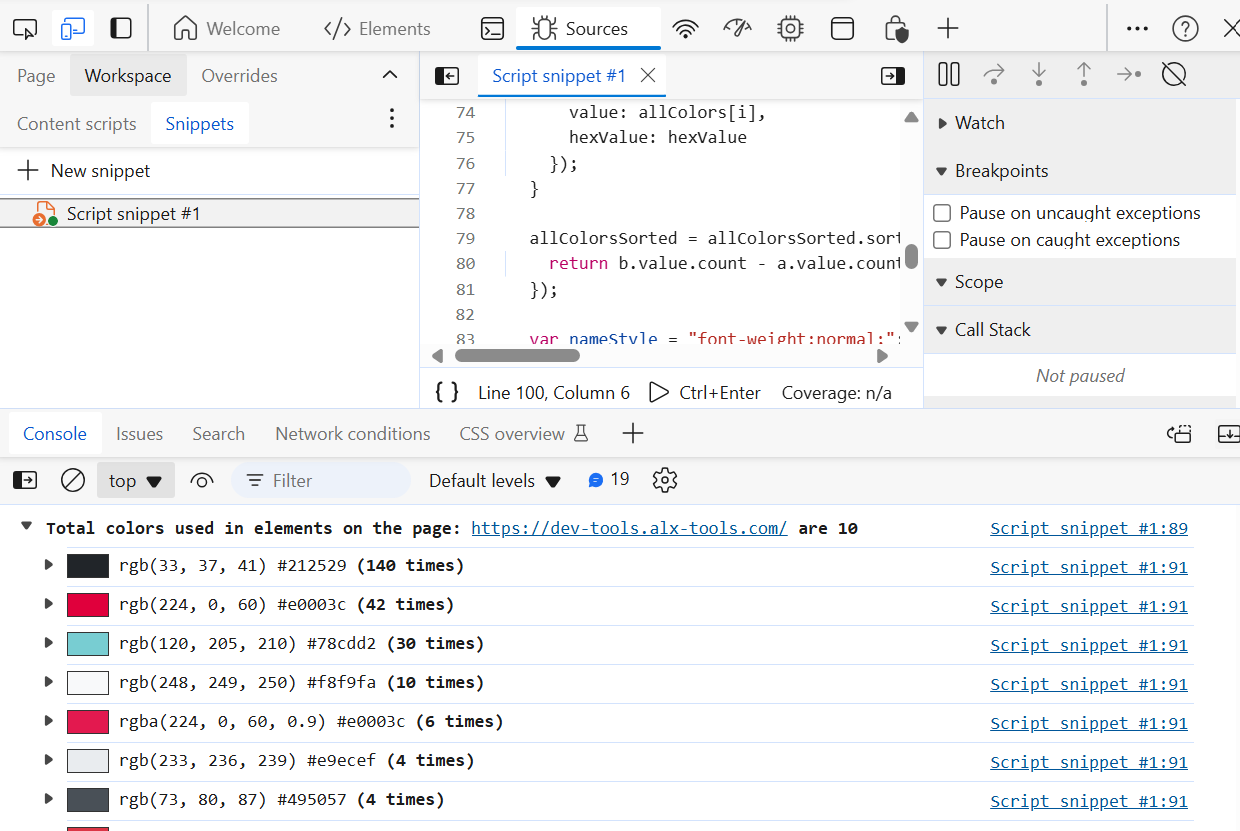 Welcome </> Elements Sources
Page Workspace Overrides
Content scripts Snippets
New snippet
Script snippet #1
Script snippet #1
74 value: allColors[i],
75 hexValue: hexValue
76 });
77 }
78
79 allColorsSorted = allColorsSorted.sort
80 return b.value.count - a.value.count
81 });
82
83 var nameStyle = "font-weight:normal;";
{ } Line 100, Column 6 Ctrl+Enter Coverage: n/a
Watch
Breakpoints
Pause on uncaught exceptions
Pause on caught exceptions
Scope
Call Stack
Not paused
Console Issues Search Network conditions CSS overview
top Filter Default levels 19
Total colors used in elements on the page: https://dev-tools.alx-tools.com/ are 10 Script snippet #1:89
rgb(33, 37, 41) #212529 (140 times) Script snippet #1:91
rgb(224, 0, 60) #e0003c (42 times) Script snippet #1:91
rgb(120, 205, 210) #78cdd2 (30 times) Script snippet #1:91
rgb(248, 249, 250) #f8f9fa (10 times) Script snippet #1:91
rgba(224, 0, 60, 0.9) #e0003c (6 times) Script snippet #1:91
rgb(233, 236, 239) #e9ecef (4 times) Script snippet #1:91
rgb(73, 80, 87) #495057 (4 times) Script snippet #1:91